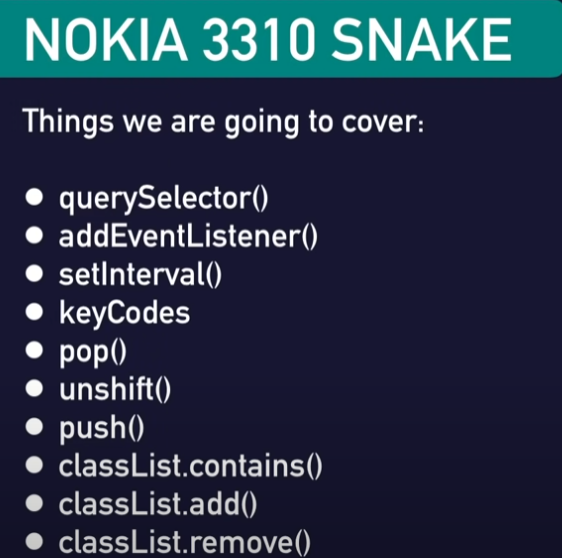 NOKIA 3310 SNAKE
Things we are going to cover:
● querySelector()
● addEventListener()
● setInterval()
● keyCodes
● pop()
● unshift()
● push()
● classList.contains()
● classList.add()
● classList.remove()